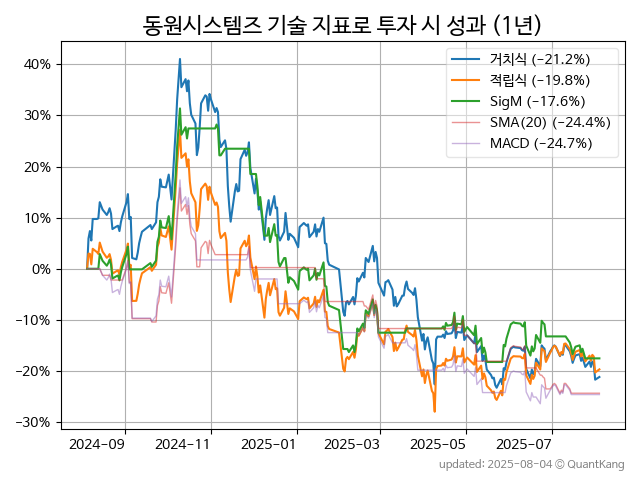 동원시스템즈 기술 지표로 투자 시 성과 (1년)
거치식 (−21.2%)
적립식 (−19.8%)
SigM (−17.6%)
SMA(20) (−24.4%)
MACD (−24.7%)
40%
30%
20%
10%
0%
−10%
−20%
−30%
2024-09 2024-11 2025-01 2025-03 2025-05 2025-07
updated: 2025-08-04 © QuantKang